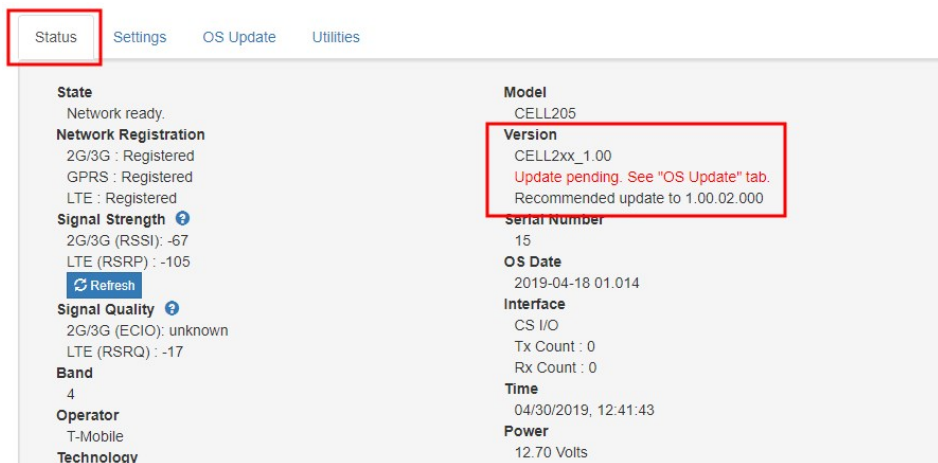 Status Settings OS Update Utilities
State
Network ready.
Network Registration
2G/3G : Registered
GPRS : Registered
LTE : Registered
Signal Strength
2G/3G (RSSI): -67
LTE (RSRP) : -105
Refresh
Signal Quality
2G/3G (ECIO): unknown
LTE (RSRQ) : -17
Band
4
Operator
T-Mobile
Technology
Model
CELL205
Version
CELL2xx_1.00
Update pending. See "OS Update" tab.
Recommended update to 1.00.02.000
Serial Number
15
OS Date
2019-04-18 01.014
Interface
CS I/O
Tx Count : 0
Rx Count : 0
Time
04/30/2019, 12:41:43
Power
12.70 Volts